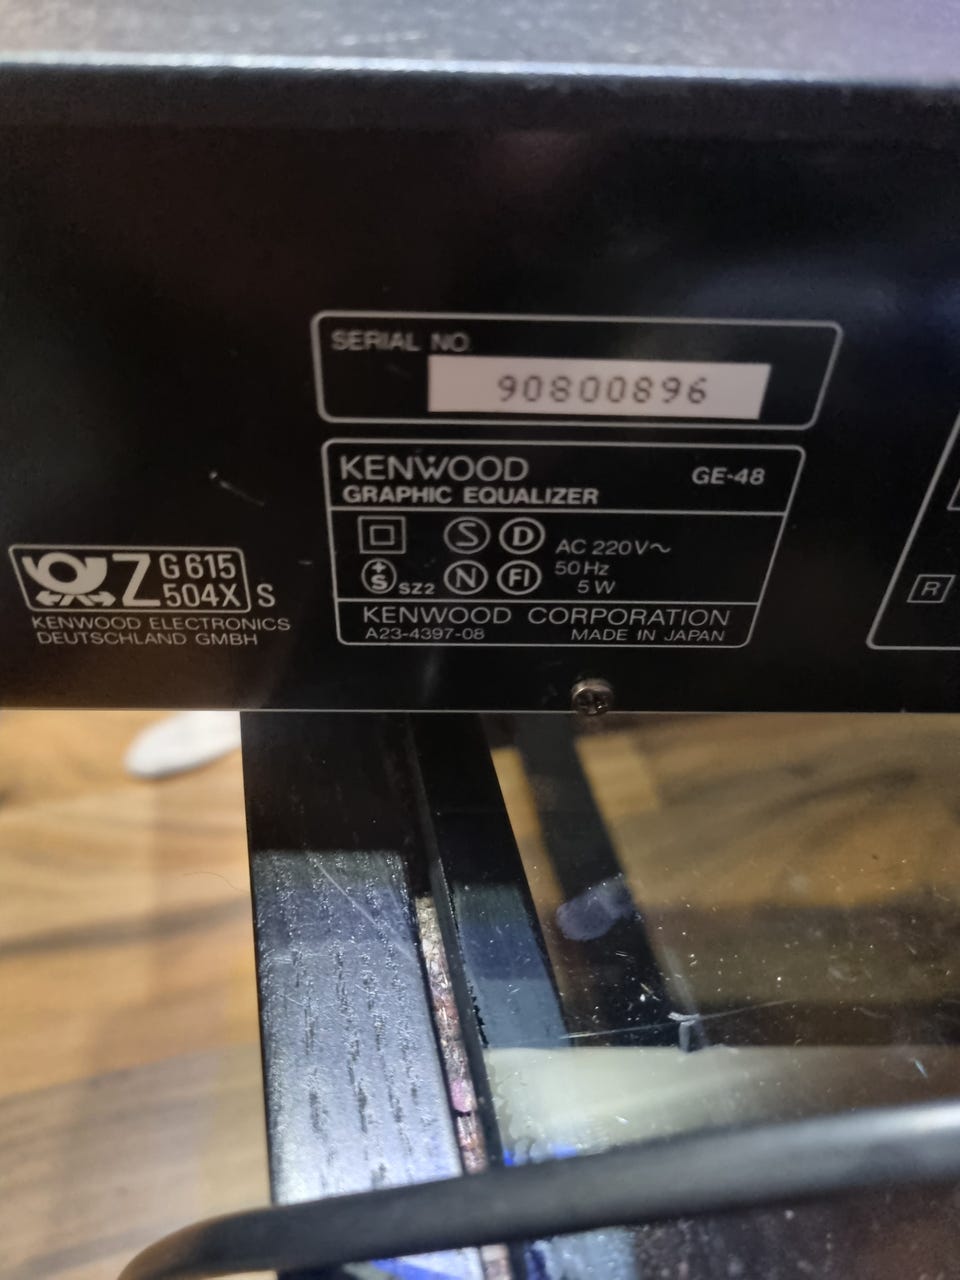 SERIAL NO.
90800896
KENWOOD GE-48
GRAPHIC EQUALIZER
S D AC 220V~
50Hz
+S SZ2 N FI 5W
KENWOOD CORPORATION
A23-4397-08 MADE IN JAPAN
Z G615
504X S
KENWOOD ELECTRONICS
DEUTSCHLAND GMBH
R